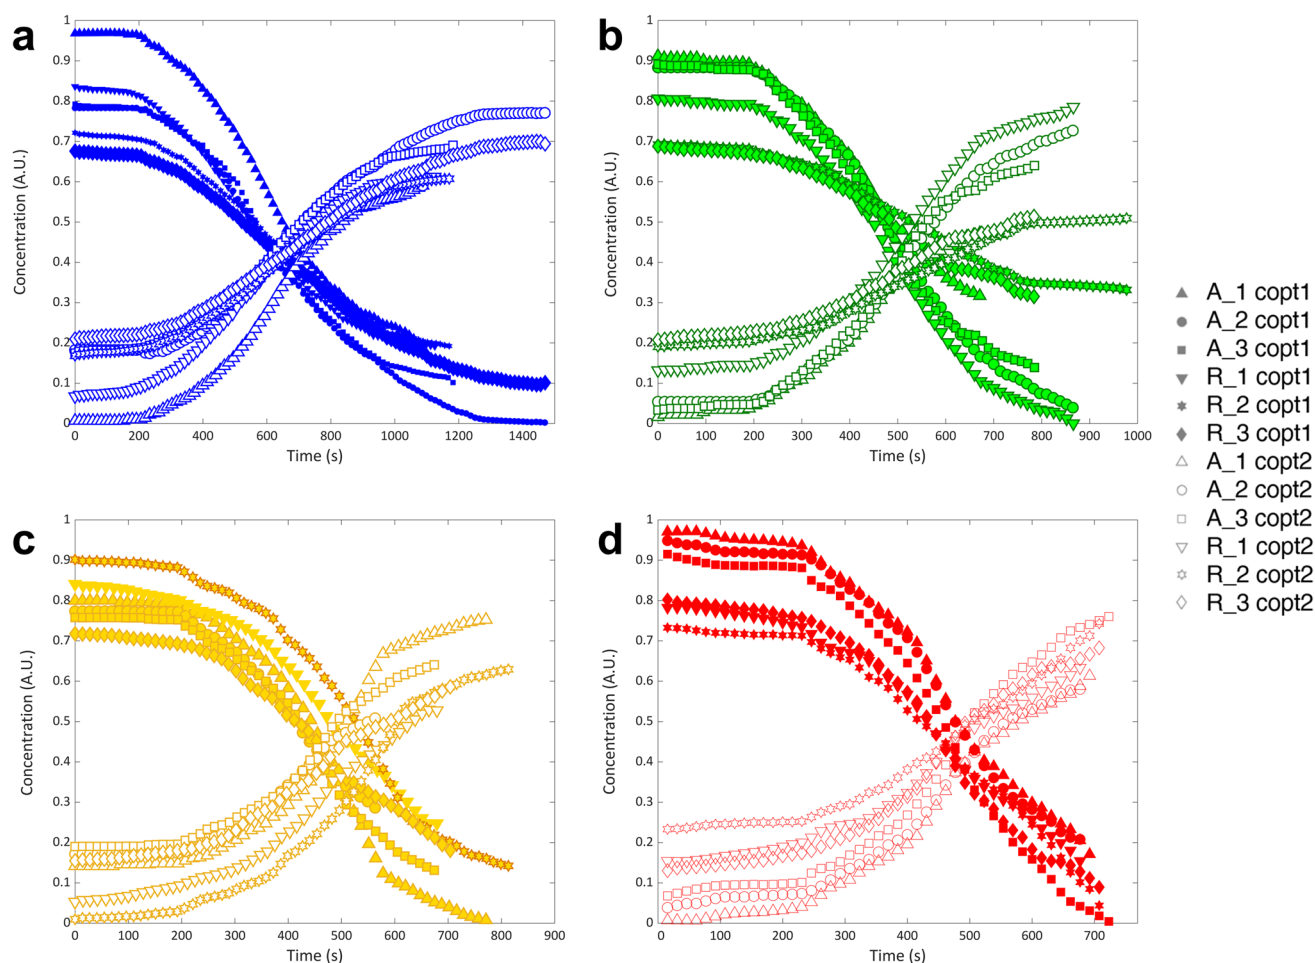 a
1
0.9
0.8
0.7
0.6
0.5
0.4
0.3
0.2
0.1
0
Concentration (A.U.)
0 200 400 600 800 1000 1200 1400
Time (s)
b
1
0.9
0.8
0.7
0.6
0.5
0.4
0.3
0.2
0.1
0
Concentration (A.U.)
0 100 200 300 400 500 600 700 800 900 1000
Time (s)
A_1 copt1
A_2 copt1
A_3 copt1
R_1 copt1
R_2 copt1
R_3 copt1
A_1 copt2
A_2 copt2
A_3 copt2
R_1 copt2
R_2 copt2
R_3 copt2
c
1
0.9
0.8
0.7
0.6
0.5
0.4
0.3
0.2
0.1
0
Concentration (A.U.)
0 100 200 300 400 500 600 700 800 900
Time (s)
d
1
0.9
0.8
0.7
0.6
0.5
0.4
0.3
0.2
0.1
0
Concentration (A.U.)
0 100 200 300 400 500 600 700
Time (s)